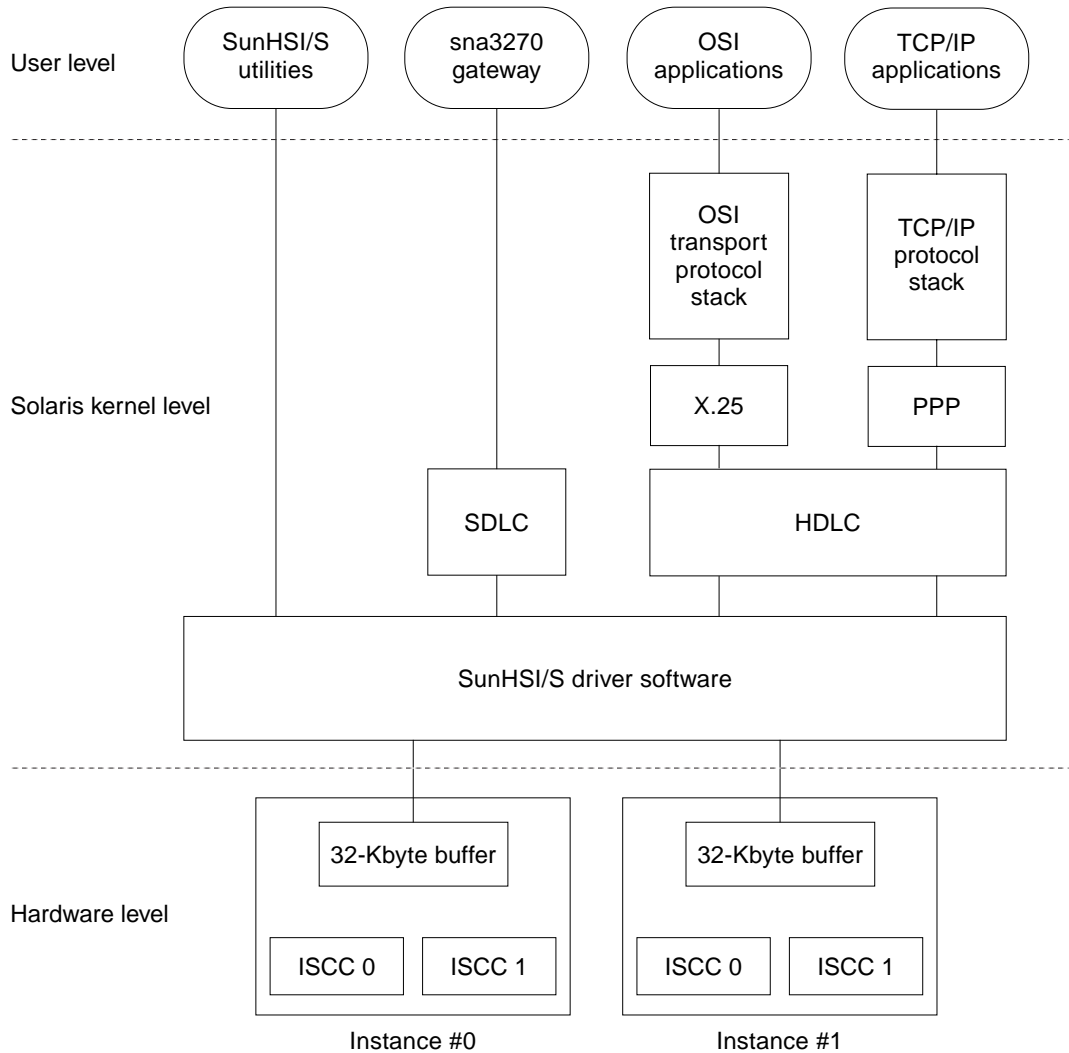 User level
SunHSI/S
utilities
sna3270
gateway
OSI
applications
TCP/IP
applications
Solaris kernel level
OSI
transport
protocol
stack
TCP/IP
protocol
stack
X.25
PPP
SDLC
HDLC
SunHSI/S driver software
Hardware level
32-Kbyte buffer
ISCC 0
ISCC 1
Instance #0
32-Kbyte buffer
ISCC 0
ISCC 1
Instance #1